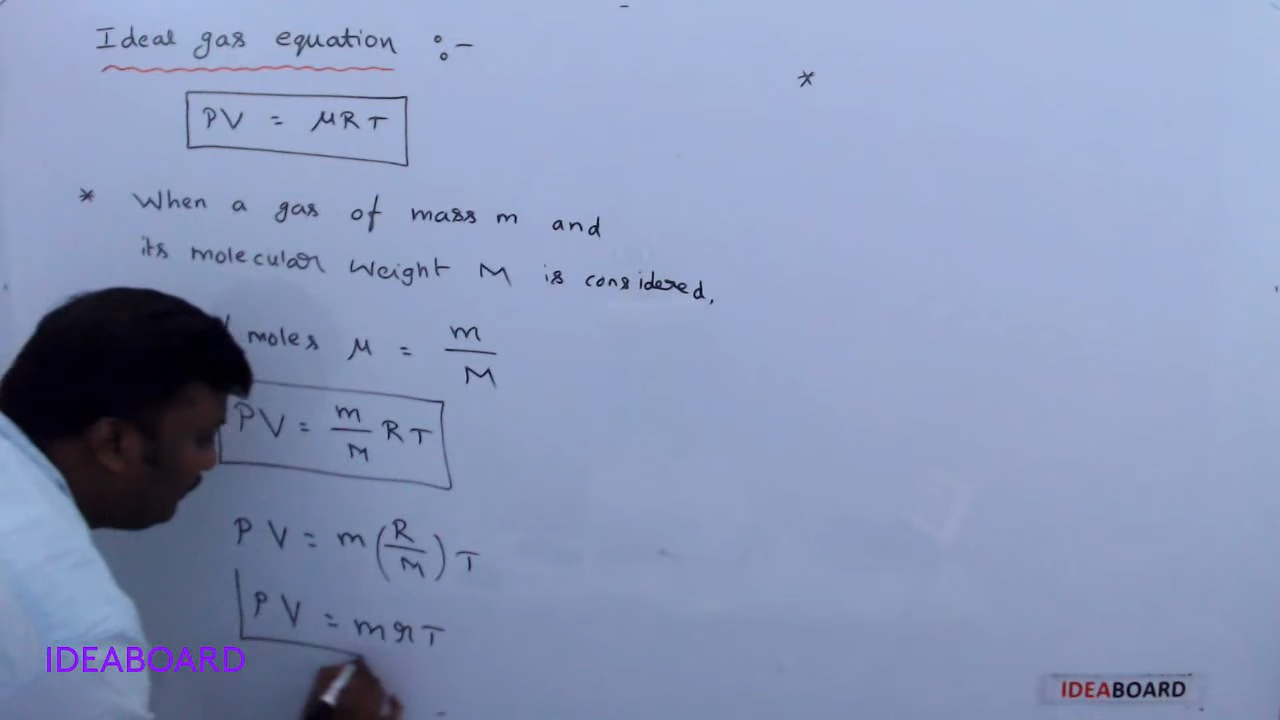 Ideal gas equation :-
PV = μRT
*
* When a gas of mass m and
its molecular weight M is considered,
moles μ = m/M
PV = m/M RT
PV = m(R/M)T
PV = mrT
IDEABOARD
IDEABOARD